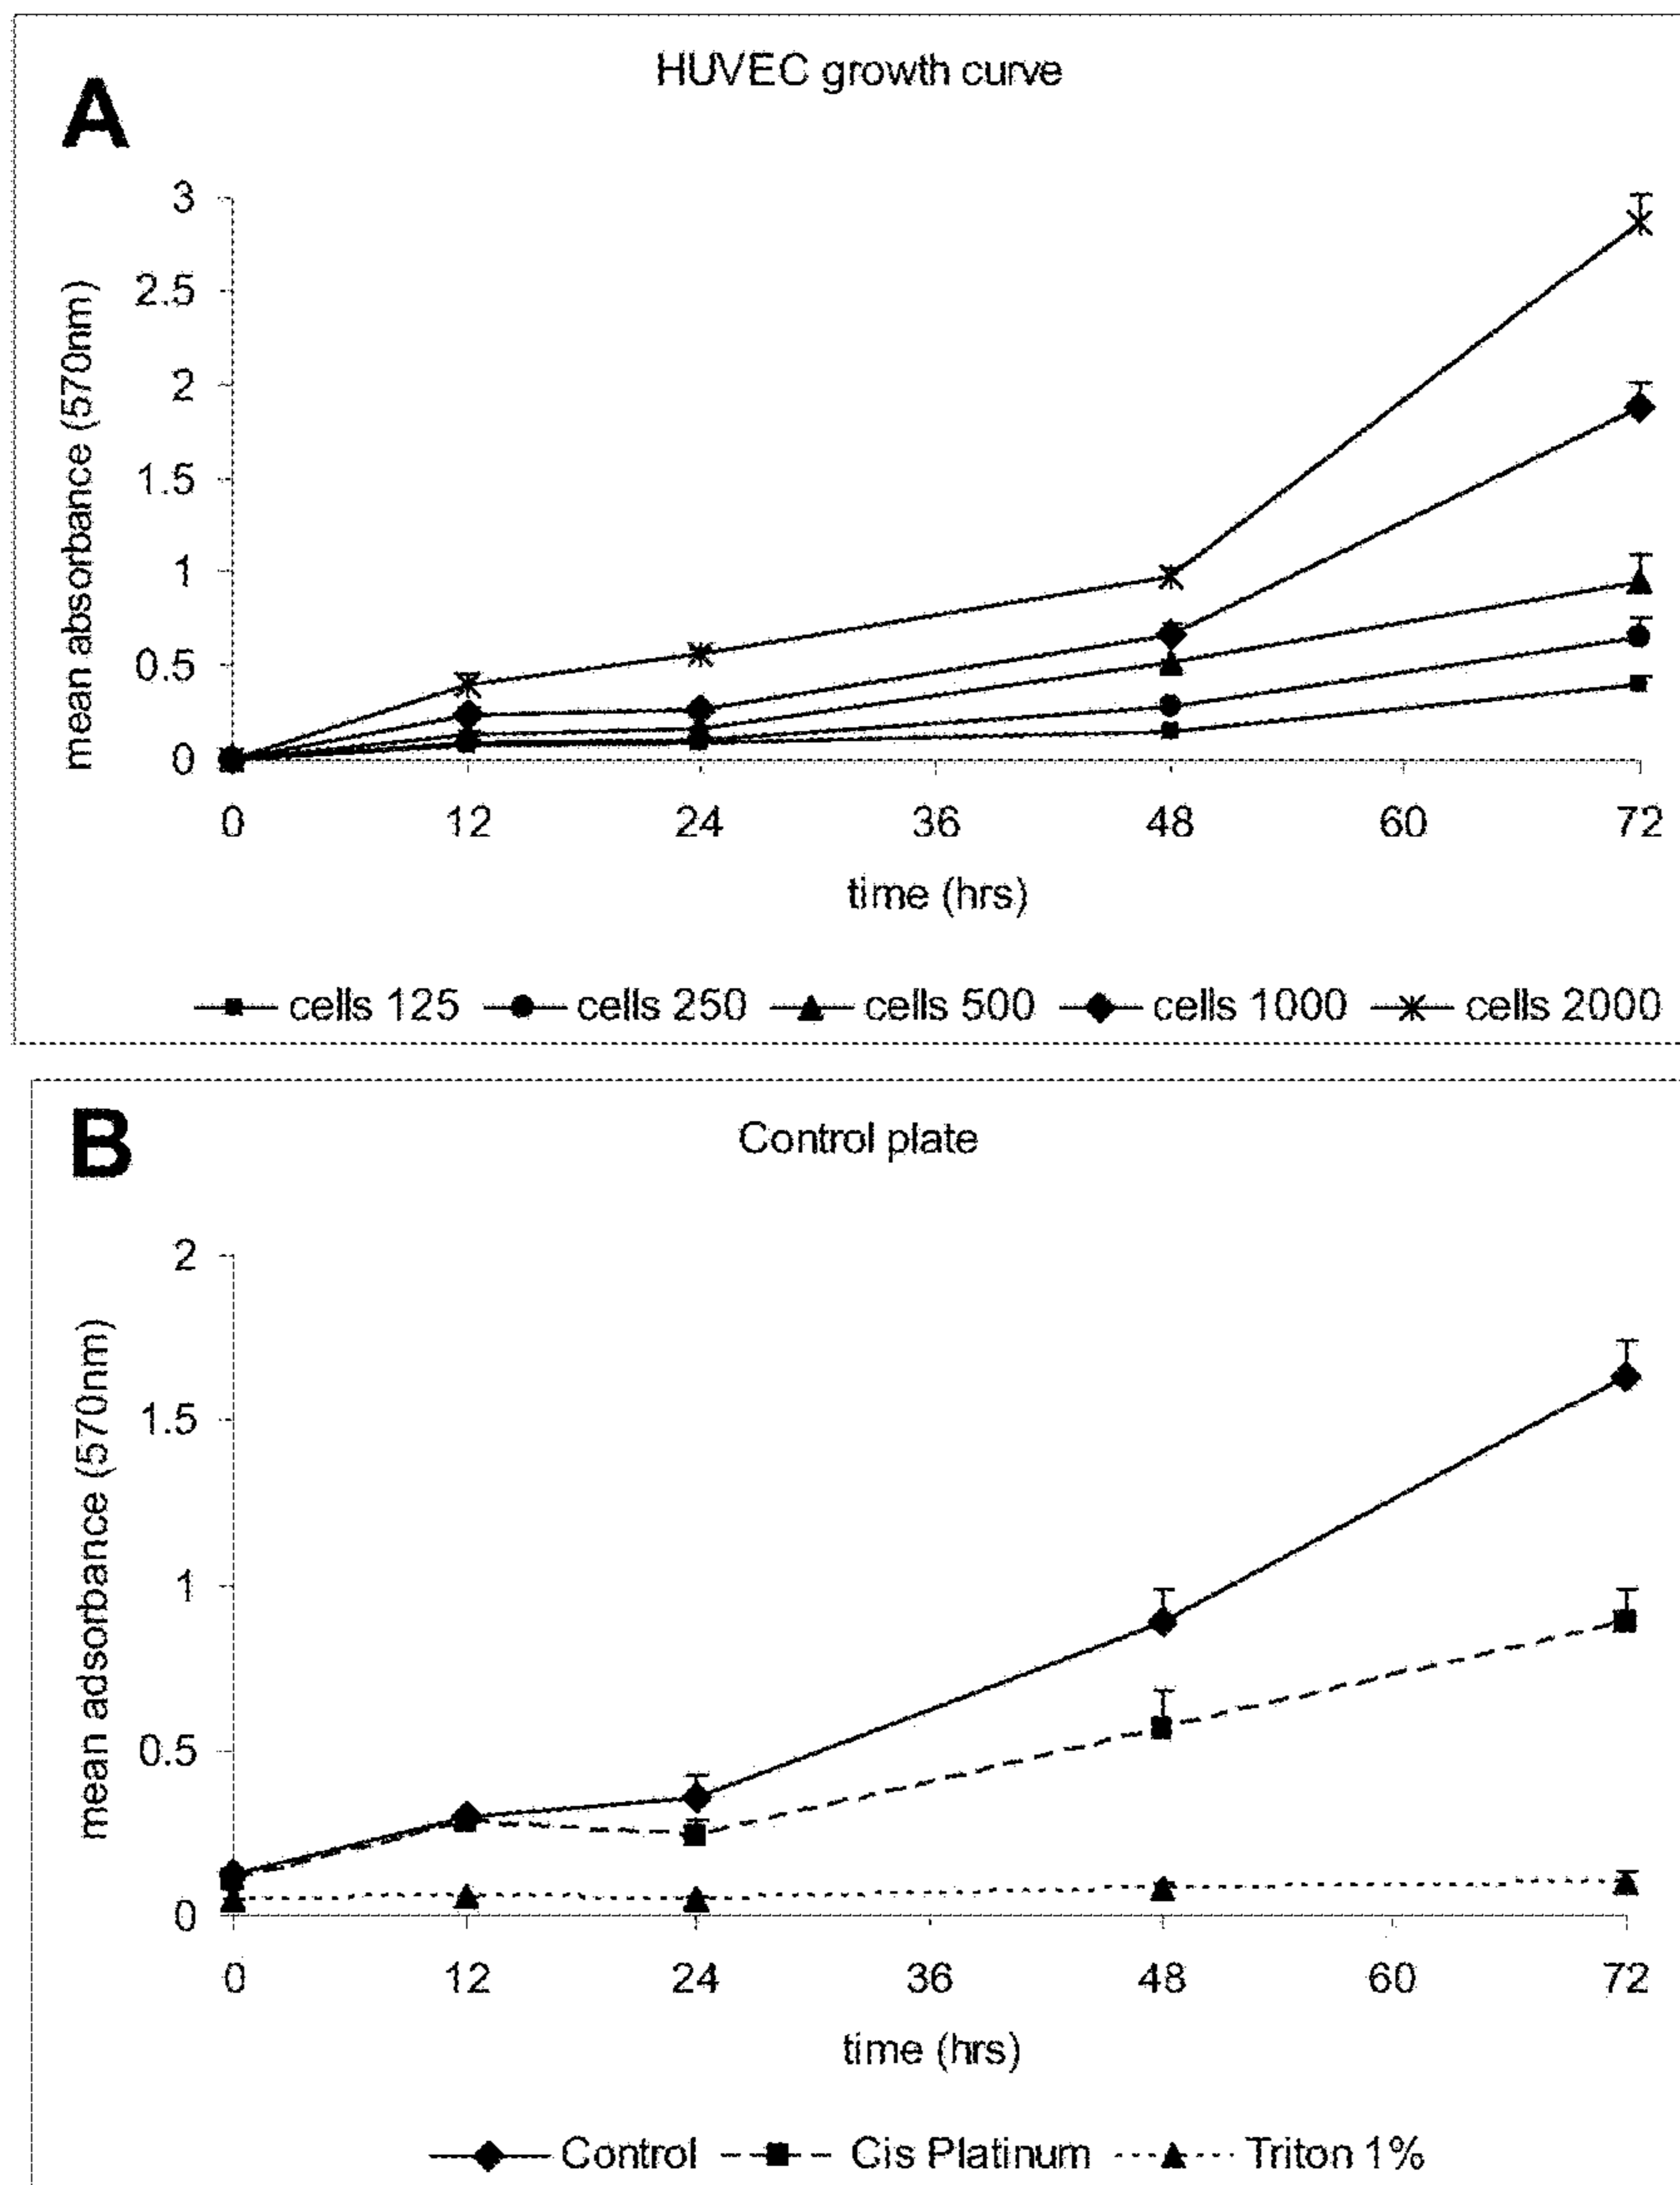 A
HUVEC growth curve
3
2.5
2
1.5
1
0.5
0
mean absorbance (570nm)
0 12 24 36 48 60 72
time (hrs)
cells 125 cells 250 cells 500 cells 1000 cells 2000
B
Control plate
2
1.5
1
0.5
0
mean adsorbance (570nm)
0 12 24 36 48 60 72
time (hrs)
Control Cis Platinum Triton 1%